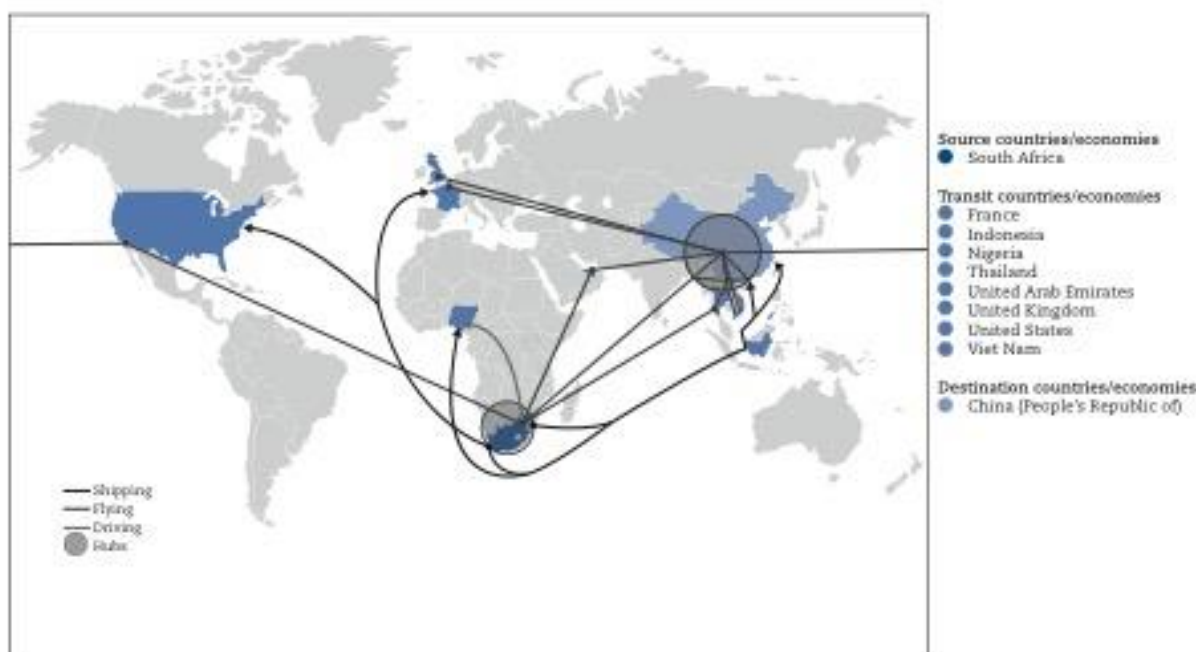 Source countries/economies
South Africa
Transit countries/economies
France
Indonesia
Nigeria
Thailand
United Arab Emirates
United Kingdom
United States
Viet Nam
Destination countries/economies
China (People's Republic of)
Shipping
Flying
Driving
Hubs